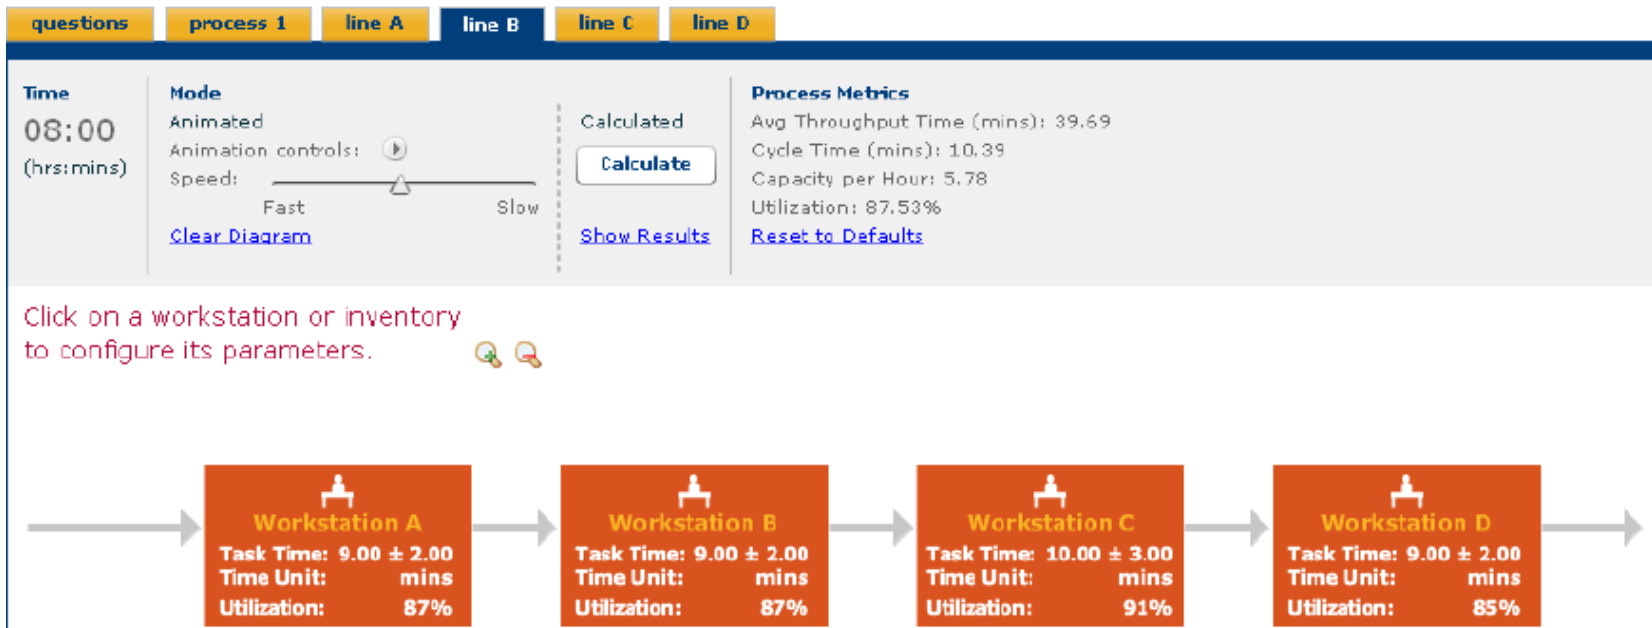 questions process 1 line A line B line C line D
Time
08:00
(hrs:mins)
Mode
Animated
Animation controls:
Speed:
Fast Slow
Clear Diagram
Calculated
Calculate
Show Results
Process Metrics
Avg Throughput Time (mins): 39.69
Cycle Time (mins): 10.39
Capacity per Hour: 5.78
Utilization: 87.53%
Reset to Defaults
Click on a workstation or inventory
to configure its parameters.
Workstation A
Task Time: 9.00 ± 2.00
Time Unit: mins
Utilization: 87%
Workstation B
Task Time: 9.00 ± 2.00
Time Unit: mins
Utilization: 87%
Workstation C
Task Time: 10.00 ± 3.00
Time Unit: mins
Utilization: 91%
Workstation D
Task Time: 9.00 ± 2.00
Time Unit: mins
Utilization: 85%